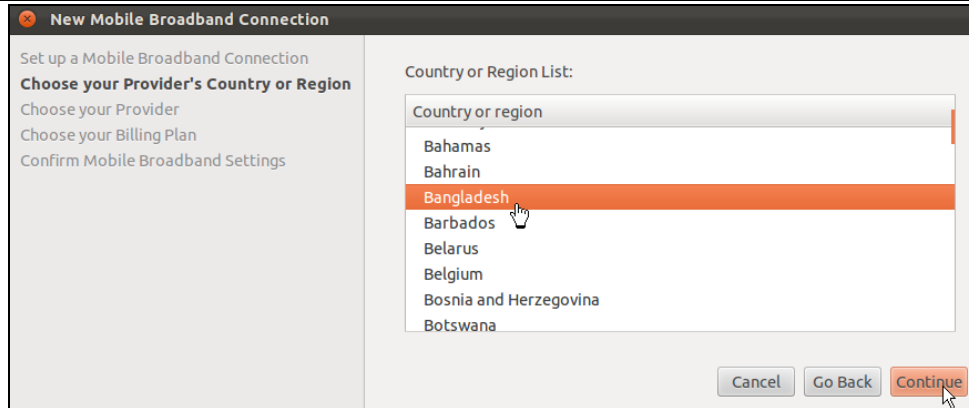 New Mobile Broadband Connection
Set up a Mobile Broadband Connection
Choose your Provider's Country or Region
Choose your Provider
Choose your Billing Plan
Confirm Mobile Broadband Settings
Country or Region List:
Country or region
Bahamas
Bahrain
Bangladesh
Barbados
Belarus
Belgium
Bosnia and Herzegovina
Botswana
Cancel Go Back Continue